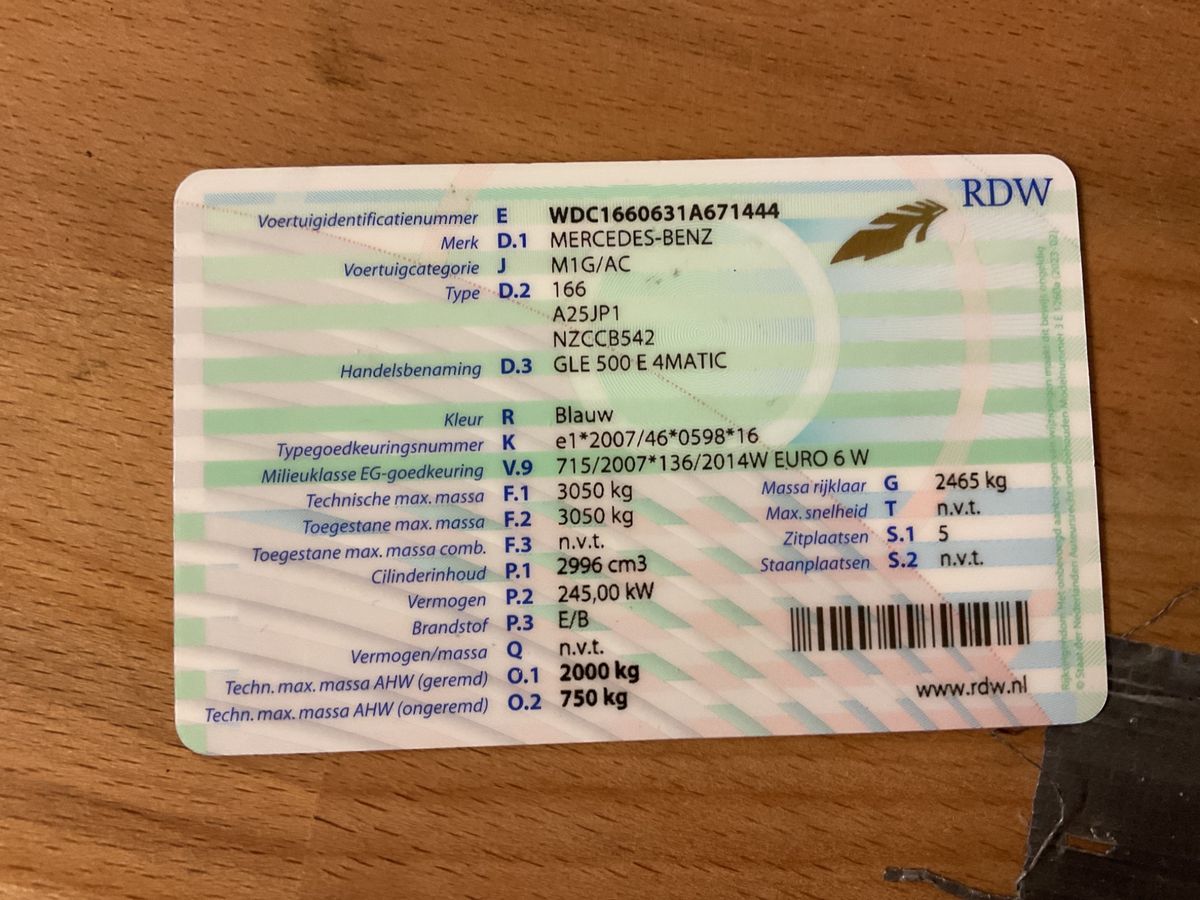 RDW
Voertuigidentificatienummer E WDC1660631A671444
Merk D.1 MERCEDES-BENZ
Voertuigcategorie J M1G/AC
Type D.2 166
A25JP1
NZCCB542
Handelsbenaming D.3 GLE 500 E 4MATIC
Kleur R Blauw
Typegoedkeuringsnummer K e1*2007/46*0598*16
Milieuklasse EG-goedkeuring V.9 715/2007*136/2014W EURO 6 W
Technische max. massa F.1 3050 kg
Toegestane max. massa F.2 3050 kg
Toegestane max. massa comb. F.3 n.v.t.
Cilinderinhoud P.1 2996 cm3
Vermogen P.2 245,00 kW
Brandstof P.3 E/B
Vermogen/massa Q n.v.t.
Techn. max. massa AHW (geremd) O.1 2000 kg
Techn. max. massa AHW (ongeremd) O.2 750 kg
Massa rijklaar G 2465 kg
Max. snelheid T n.v.t.
Zitplaatsen S.1 5
Staanplaatsen S.2 n.v.t.
www.rdw.nl